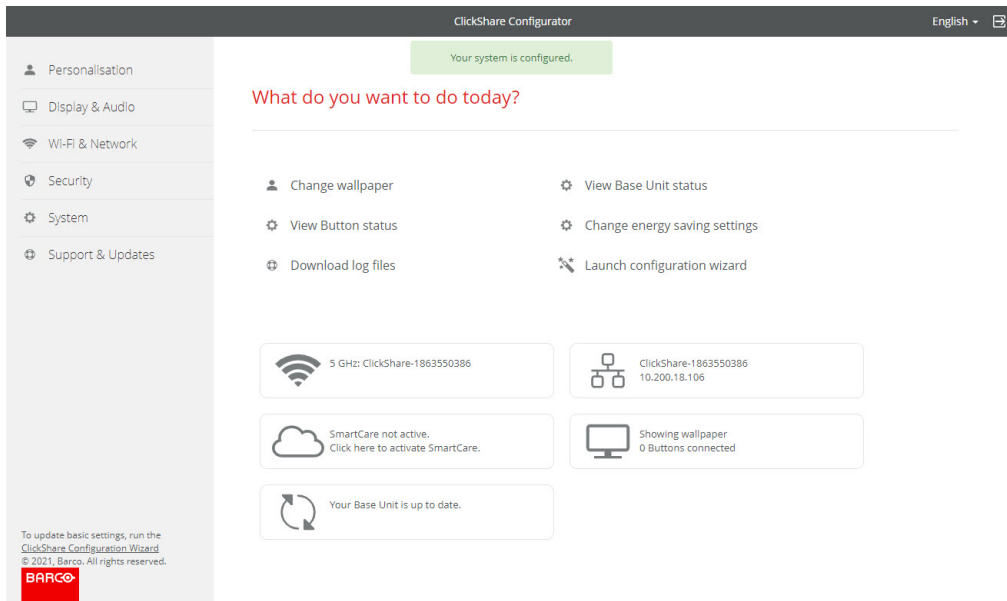 ClickShare Configurator
English
Your system is configured.
Personalisation
DIsplay & Audio
Wi-Fi & Network
Security
System
Support & Updates
What do you want to do today?
Change wallpaper
View Base Unit status
View Button status
Change energy saving settings
Download log files
Launch configuration wizard
5 GHz: ClickShare-1863550386
ClickShare-1863550386
10.200.18.106
SmartCare not active.
Click here to activate SmartCare.
Showing wallpaper
0 Buttons connected
Your Base Unit is up to date.
To update basic settings, run the
ClickShare Configuration Wizard
© 2021, Barco. All rights reserved.
BARCO